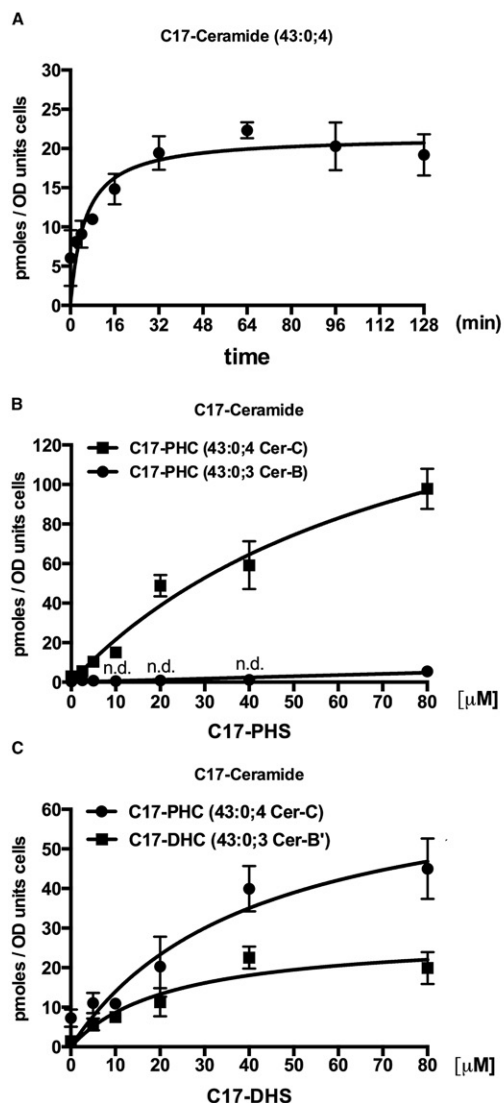 A
C17-Ceramide (43:0;4)
pmoles / OD units cells
30
25
20
15
10
5
0
0 16 32 48 64 80 96 112 128 (min)
time
B
C17-Ceramide
pmoles / OD units cells
120
100
80
60
40
20
0
C17-PHC (43:0;4 Cer-C)
C17-PHC (43:0;3 Cer-B)
n.d. n.d. n.d.
0 10 20 30 40 50 60 70 80 [µM]
C17-PHS
C
C17-Ceramide
pmoles / OD units cells
60
50
40
30
20
10
0
C17-PHC (43:0;4 Cer-C)
C17-DHC (43:0;3 Cer-B')
0 10 20 30 40 50 60 70 80 [µM]
C17-DHS